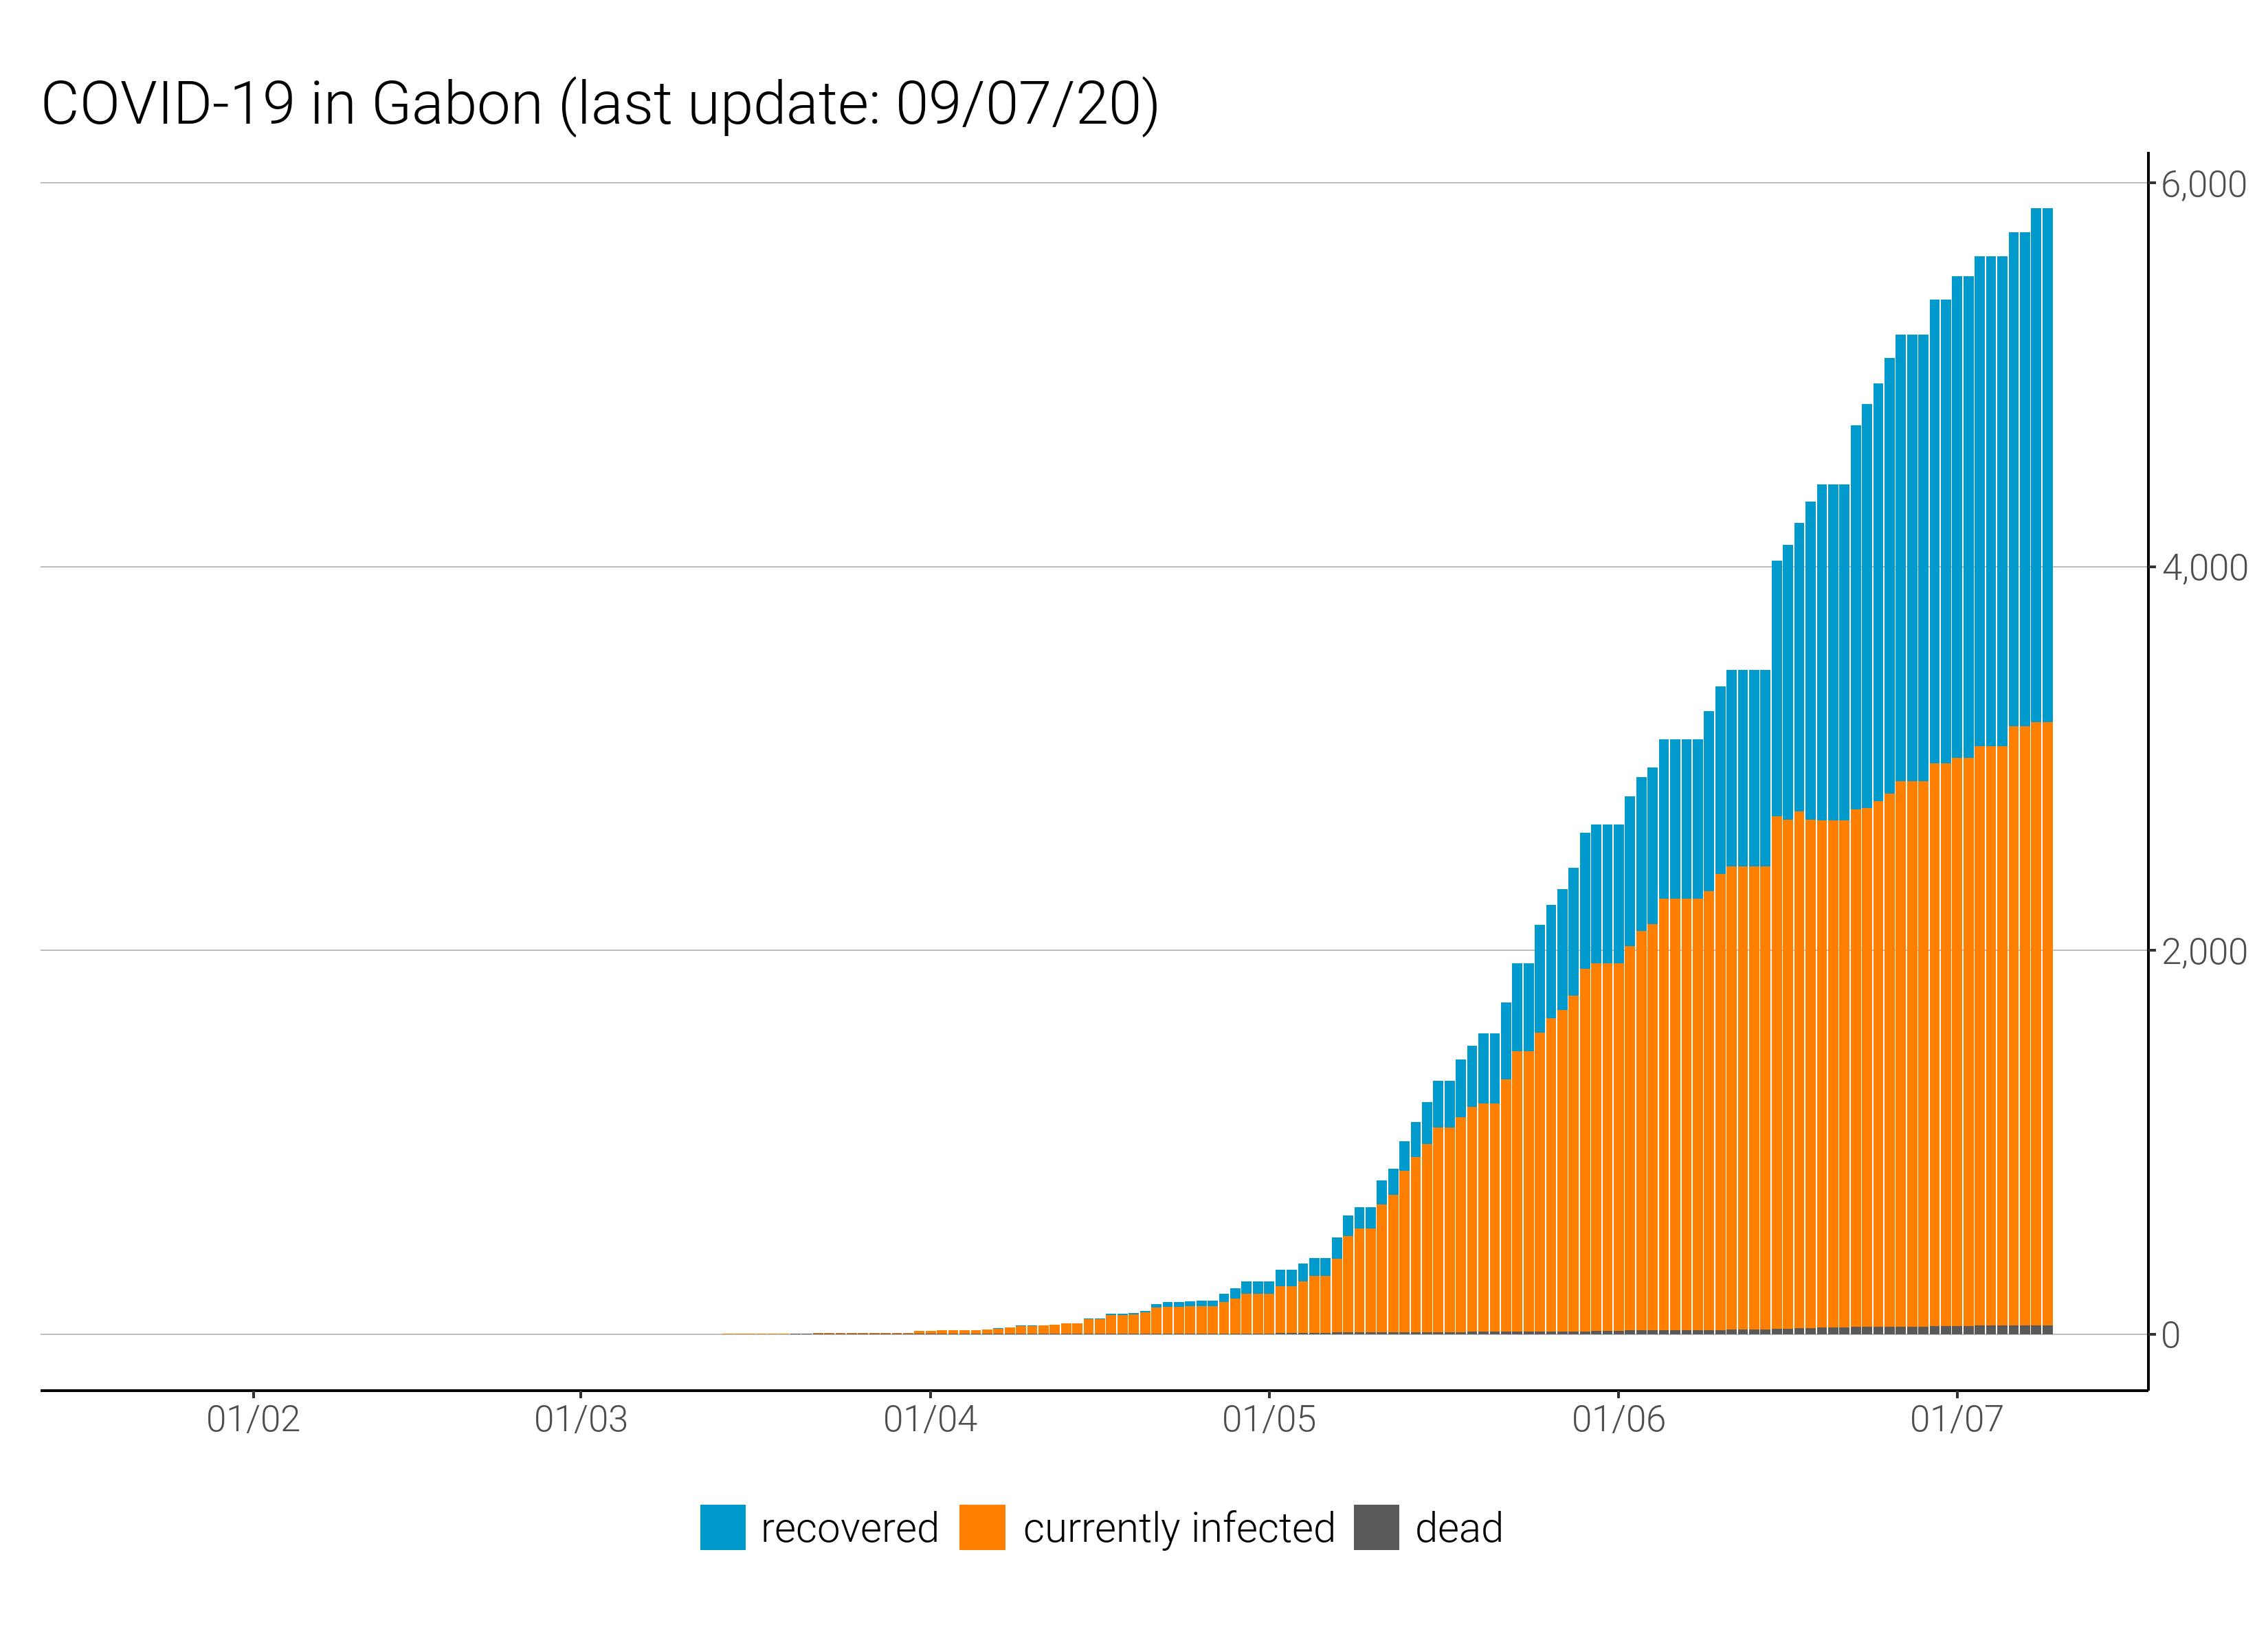 COVID-19 in Gabon (last update: 09/07/20)
6,000
4,000
2,000
0
01/02 01/03 01/04 01/05 01/06 01/07
recovered currently infected dead